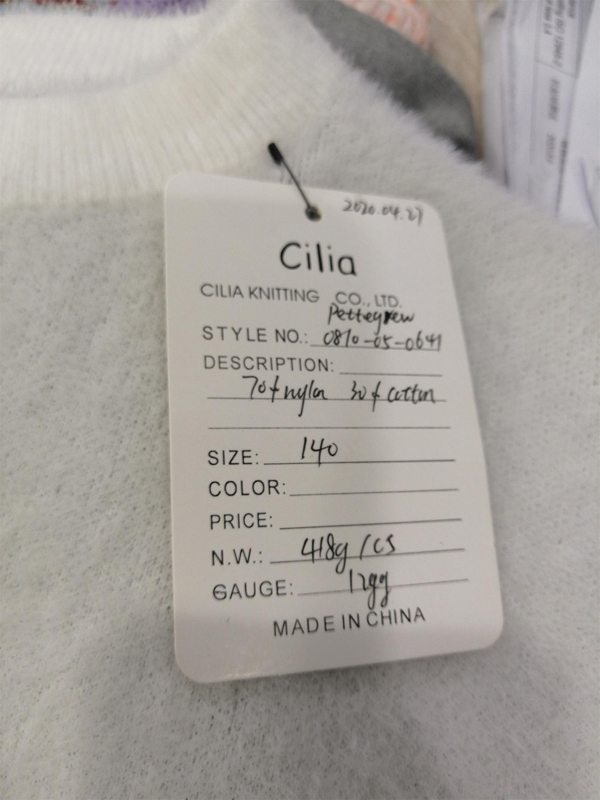 2020.04.27
Cilia
CILIA KNITTING CO., LTD.
Pettegrew
STYLE NO.: 0810-05-0641
DESCRIPTION:
70% nylon 30% cotton
SIZE: 140
COLOR:
PRICE:
N.W.: 418g/cs
GAUGE: 12gg
MADE IN CHINA